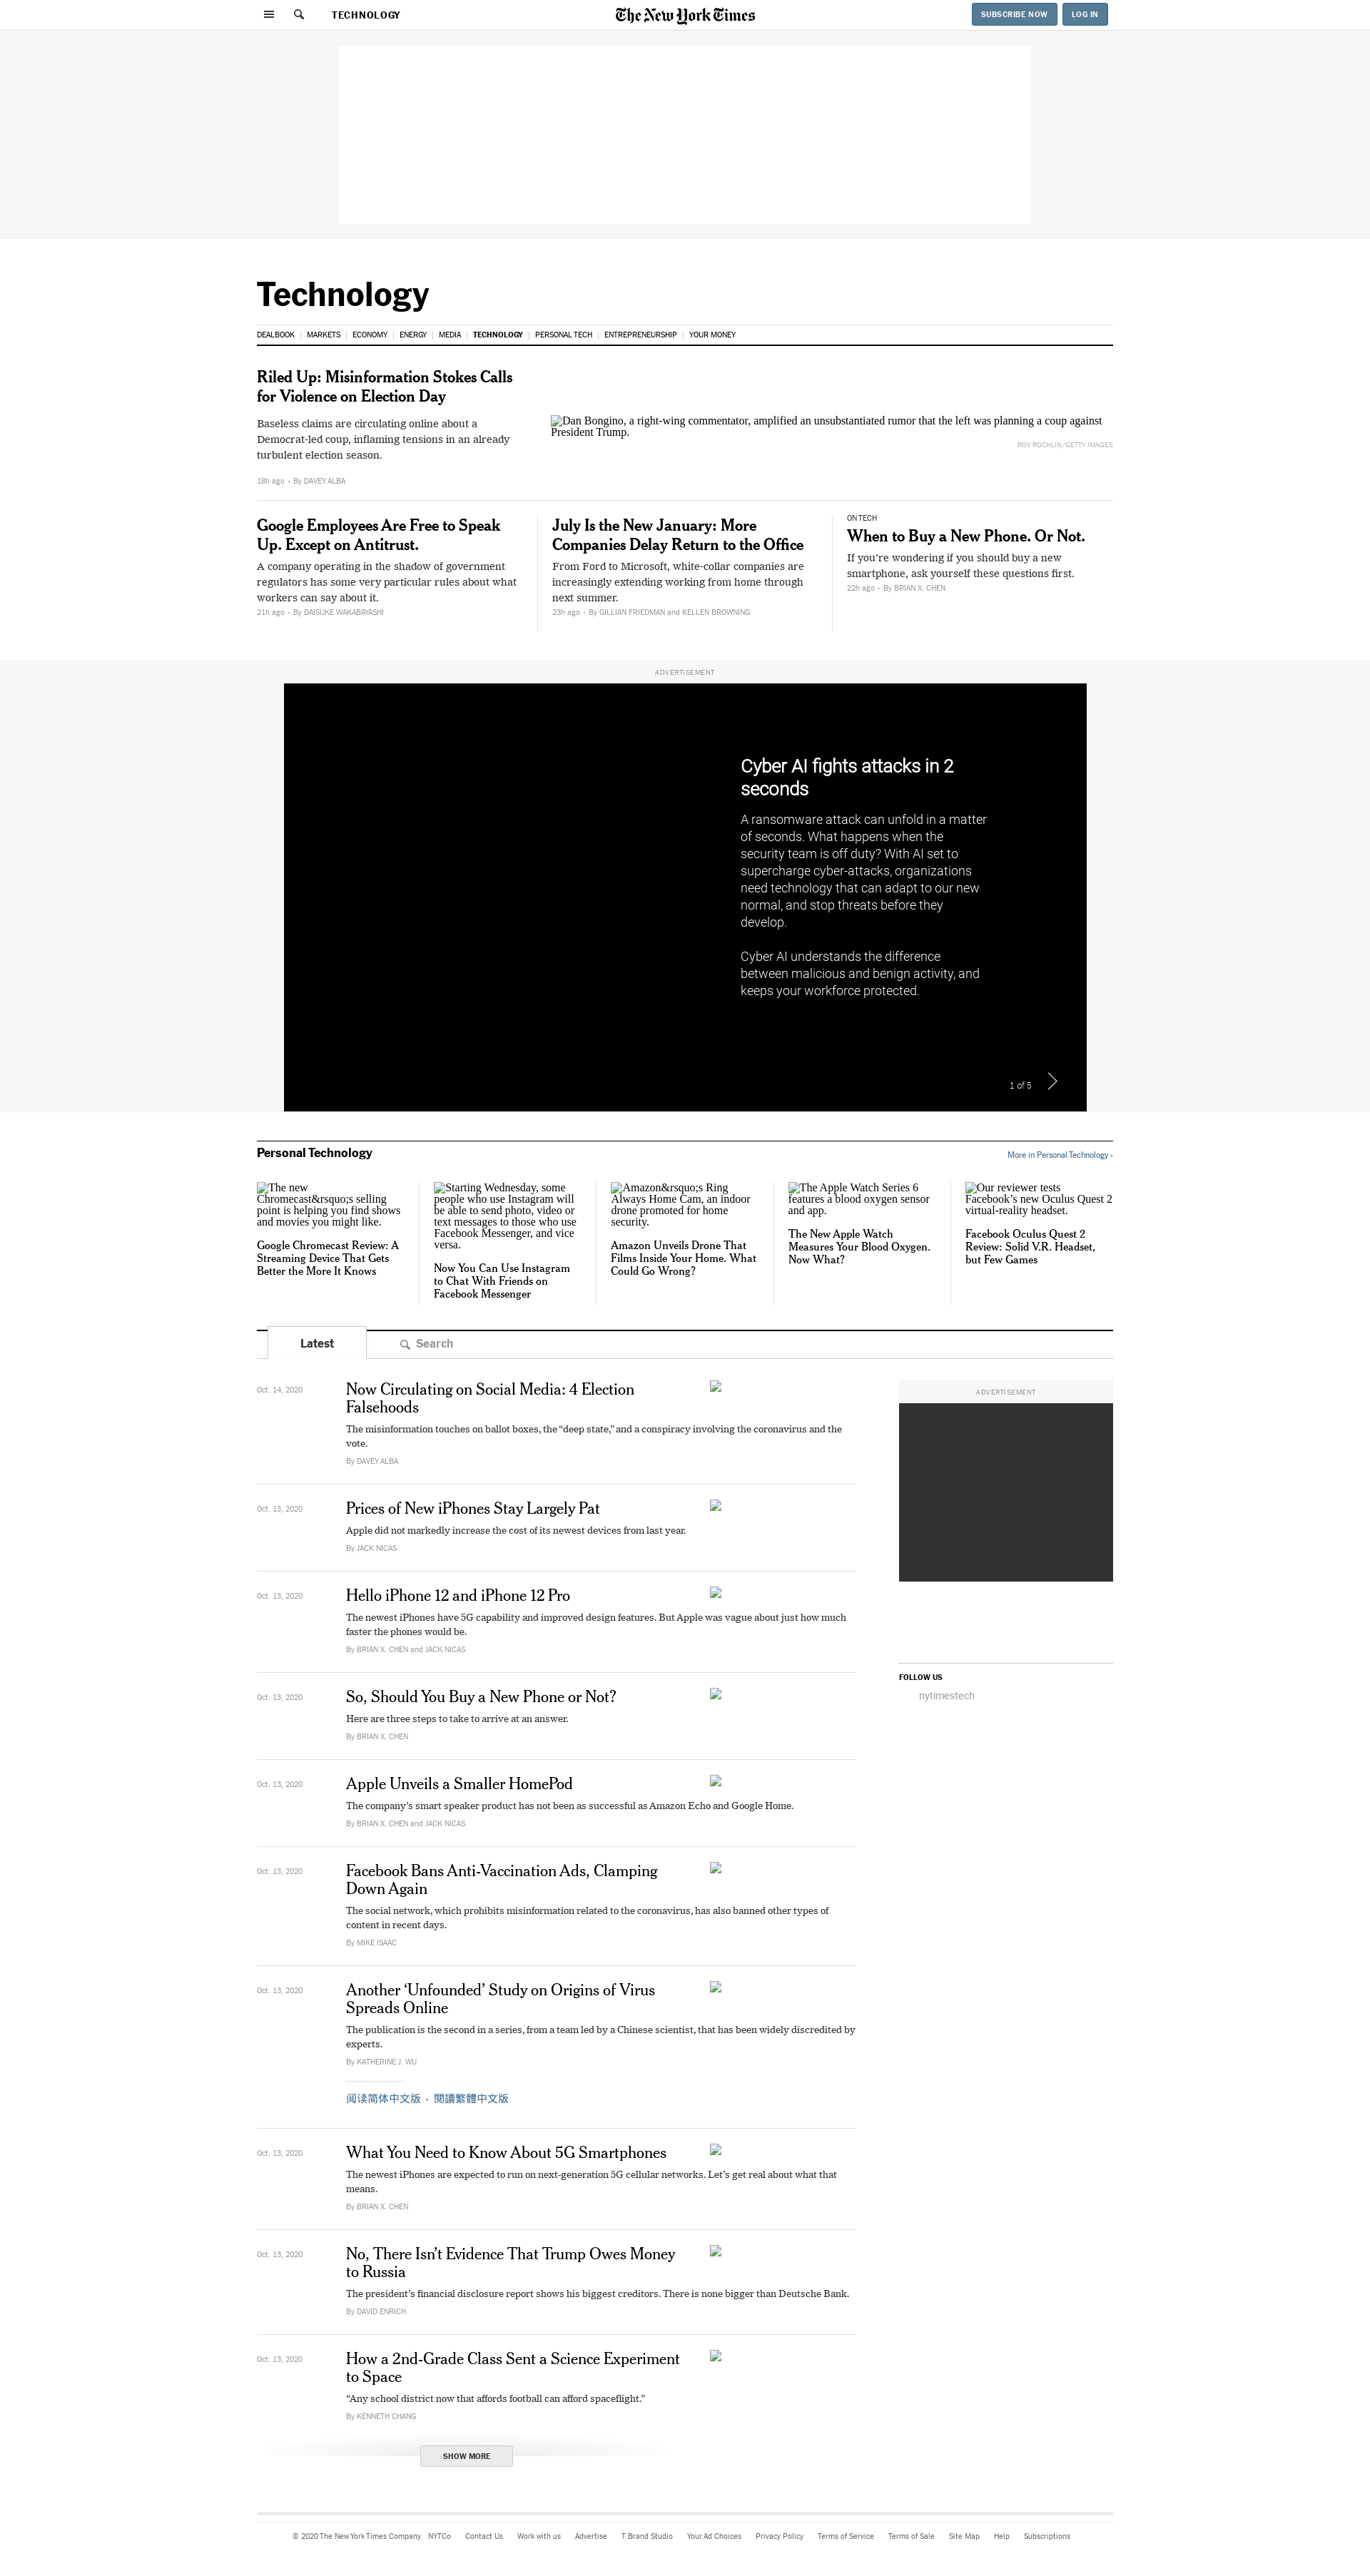 TECHNOLOGY
The New York Times
SUBSCRIBE NOW
LOG IN
Technology
DEALBOOK | MARKETS | ECONOMY | ENERGY | MEDIA | TECHNOLOGY | PERSONAL TECH | ENTREPRENEURSHIP | YOUR MONEY
Riled Up: Misinformation Stokes Calls
for Violence on Election Day
Baseless claims are circulating online about a
Democrat-led coup, inflaming tensions in an already
turbulent election season.
18h ago • By DAVEY ALBA
Dan Bongino, a right-wing commentator, amplified an unsubstantiated rumor that the left was planning a coup against
President Trump.
ROY ROCHLIN/GETTY IMAGES
Google Employees Are Free to Speak
Up. Except on Antitrust.
A company operating in the shadow of government
regulators has some very particular rules about what
workers can say about it.
21h ago • By DAISUKE WAKABAYASHI
July Is the New January: More
Companies Delay Return to the Office
From Ford to Microsoft, white-collar companies are
increasingly extending working from home through
next summer.
23h ago • By GILLIAN FRIEDMAN and KELLEN BROWNING
ON TECH
When to Buy a New Phone. Or Not.
If you're wondering if you should buy a new
smartphone, ask yourself these questions first.
22h ago • By BRIAN X. CHEN
ADVERTISEMENT
Cyber AI fights attacks in 2
seconds
A ransomware attack can unfold in a matter
of seconds. What happens when the
security team is off duty? With AI set to
supercharge cyber-attacks, organizations
need technology that can adapt to our new
normal, and stop threats before they
develop.
Cyber AI understands the difference
between malicious and benign activity, and
keeps your workforce protected.
1 of 5
Personal Technology
More in Personal Technology ›
The new
Chromecast&rsquo;s selling
point is helping you find shows
and movies you might like.
Google Chromecast Review: A
Streaming Device That Gets
Better the More It Knows
Starting Wednesday, some
people who use Instagram will
be able to send photo, video or
text messages to those who use
Facebook Messenger, and vice
versa.
Now You Can Use Instagram
to Chat With Friends on
Facebook Messenger
Amazon&rsquo;s Ring
Always Home Cam, an indoor
drone promoted for home
security.
Amazon Unveils Drone That
Films Inside Your Home. What
Could Go Wrong?
The Apple Watch Series 6
features a blood oxygen sensor
and app.
The New Apple Watch
Measures Your Blood Oxygen.
Now What?
Our reviewer tests
Facebook’s new Oculus Quest 2
virtual-reality headset.
Facebook Oculus Quest 2
Review: Solid V.R. Headset,
but Few Games
Latest
Search
Oct. 14, 2020
Now Circulating on Social Media: 4 Election
Falsehoods
The misinformation touches on ballot boxes, the “deep state,” and a conspiracy involving the coronavirus and the
vote.
By DAVEY ALBA
ADVERTISEMENT
Oct. 13, 2020
Prices of New iPhones Stay Largely Pat
Apple did not markedly increase the cost of its newest devices from last year.
By JACK NICAS
Oct. 13, 2020
Hello iPhone 12 and iPhone 12 Pro
The newest iPhones have 5G capability and improved design features. But Apple was vague about just how much
faster the phones would be.
By BRIAN X. CHEN and JACK NICAS
FOLLOW US
nytimestech
Oct. 13, 2020
So, Should You Buy a New Phone or Not?
Here are three steps to take to arrive at an answer.
By BRIAN X. CHEN
Oct. 13, 2020
Apple Unveils a Smaller HomePod
The company’s smart speaker product has not been as successful as Amazon Echo and Google Home.
By BRIAN X. CHEN and JACK NICAS
Oct. 13, 2020
Facebook Bans Anti-Vaccination Ads, Clamping
Down Again
The social network, which prohibits misinformation related to the coronavirus, has also banned other types of
content in recent days.
By MIKE ISAAC
Oct. 13, 2020
Another ‘Unfounded’ Study on Origins of Virus
Spreads Online
The publication is the second in a series, from a team led by a Chinese scientist, that has been widely discredited by
experts.
By KATHERINE J. WU
阅读简体中文版 • 閱讀繁體中文版
Oct. 13, 2020
What You Need to Know About 5G Smartphones
The newest iPhones are expected to run on next-generation 5G cellular networks. Let’s get real about what that
means.
By BRIAN X. CHEN
Oct. 13, 2020
No, There Isn’t Evidence That Trump Owes Money
to Russia
The president’s financial disclosure report shows his biggest creditors. There is none bigger than Deutsche Bank.
By DAVID ENRICH
Oct. 13, 2020
How a 2nd-Grade Class Sent a Science Experiment
to Space
“Any school district now that affords football can afford spaceflight.”
By KENNETH CHANG
SHOW MORE
© 2020 The New York Times Company NYTCo Contact Us Work with us Advertise T Brand Studio Your Ad Choices Privacy Policy Terms of Service Terms of Sale Site Map Help Subscriptions